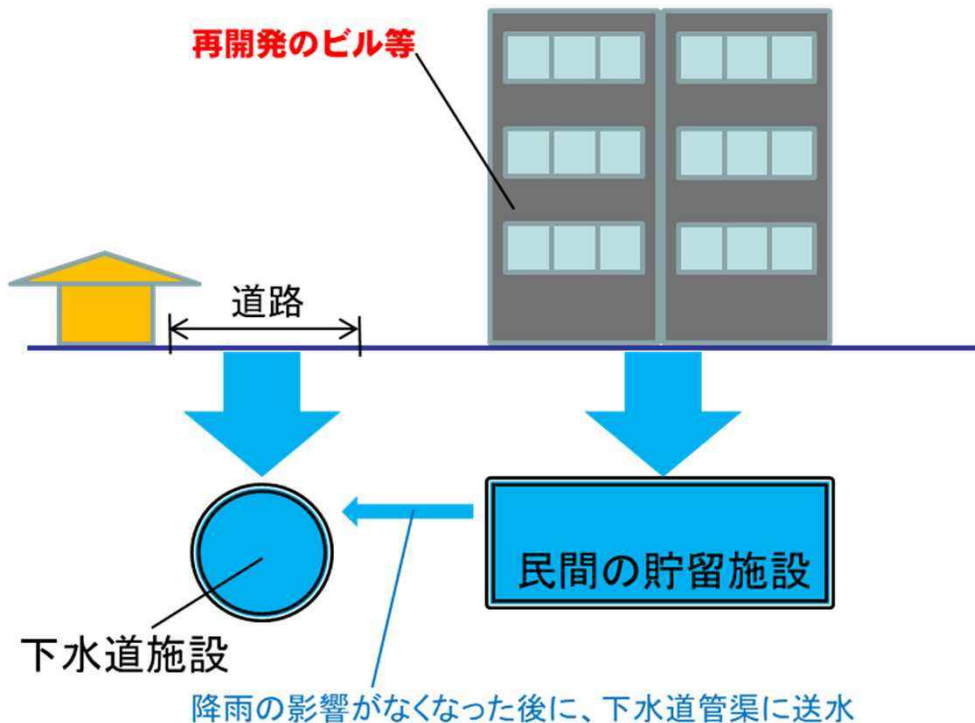 再開発のビル等
道路
民間の貯留施設
下水道施設
降雨の影響がなくなった後に、下水道管渠に送水